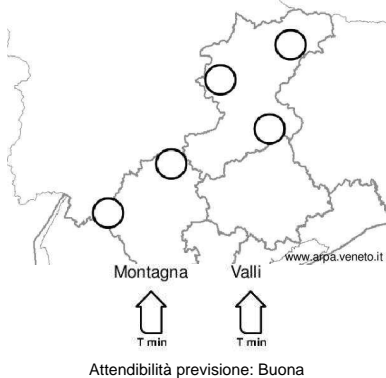 www.arpa.veneto.it
Montagna Valli
T min T min
Attendibilità previsione: Buona